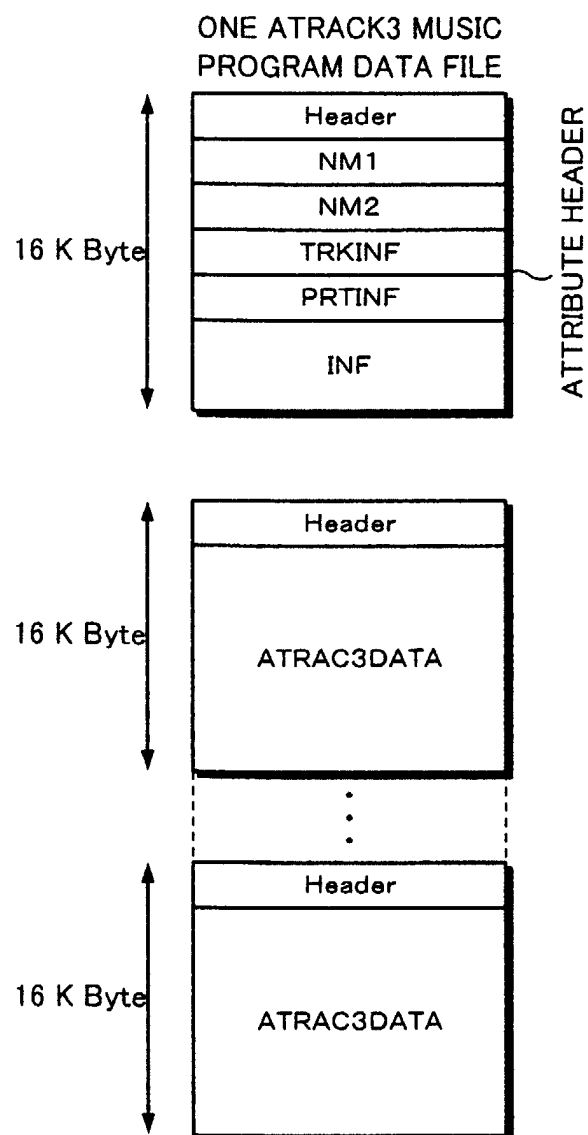 ONE ATRACK3 MUSIC
PROGRAM DATA FILE
Header
NM1
NM2
TRKINF
PRTINF
INF
16 K Byte
ATTRIBUTE HEADER
Header
ATRAC3DATA
16 K Byte
Header
ATRAC3DATA
16 K Byte